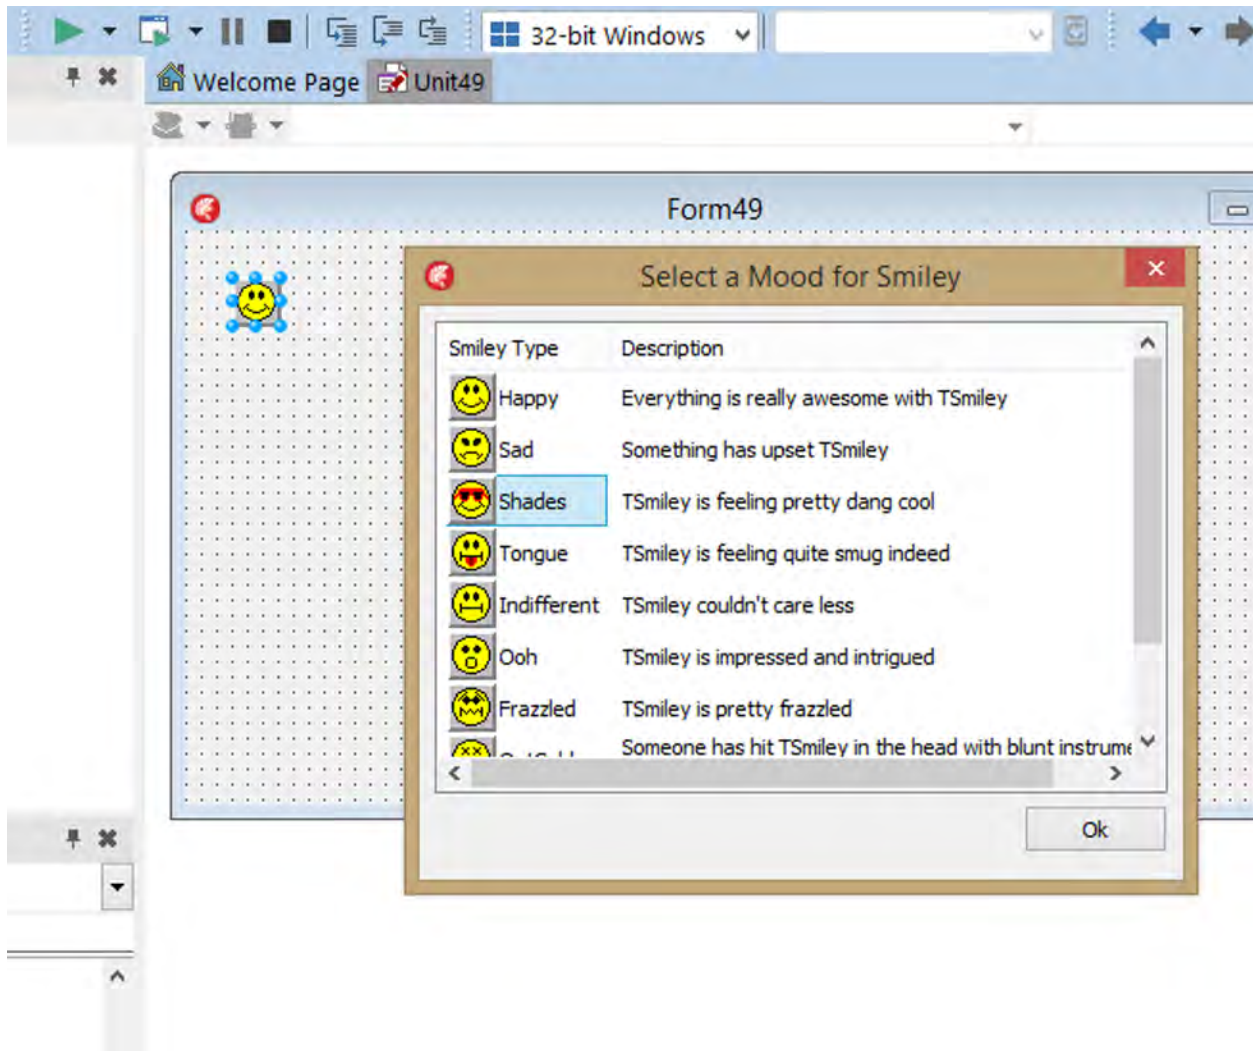 32-bit Windows
Welcome Page
Unit49
Form49
Select a Mood for Smiley
Smiley Type Description
Happy Everything is really awesome with TSmiley
Sad Something has upset TSmiley
Shades TSmiley is feeling pretty dang cool
Tongue TSmiley is feeling quite smug indeed
Indifferent TSmiley couldn't care less
Ooh TSmiley is impressed and intrigued
Frazzled TSmiley is pretty frazzled
Someone has hit TSmiley in the head with blunt
Ok